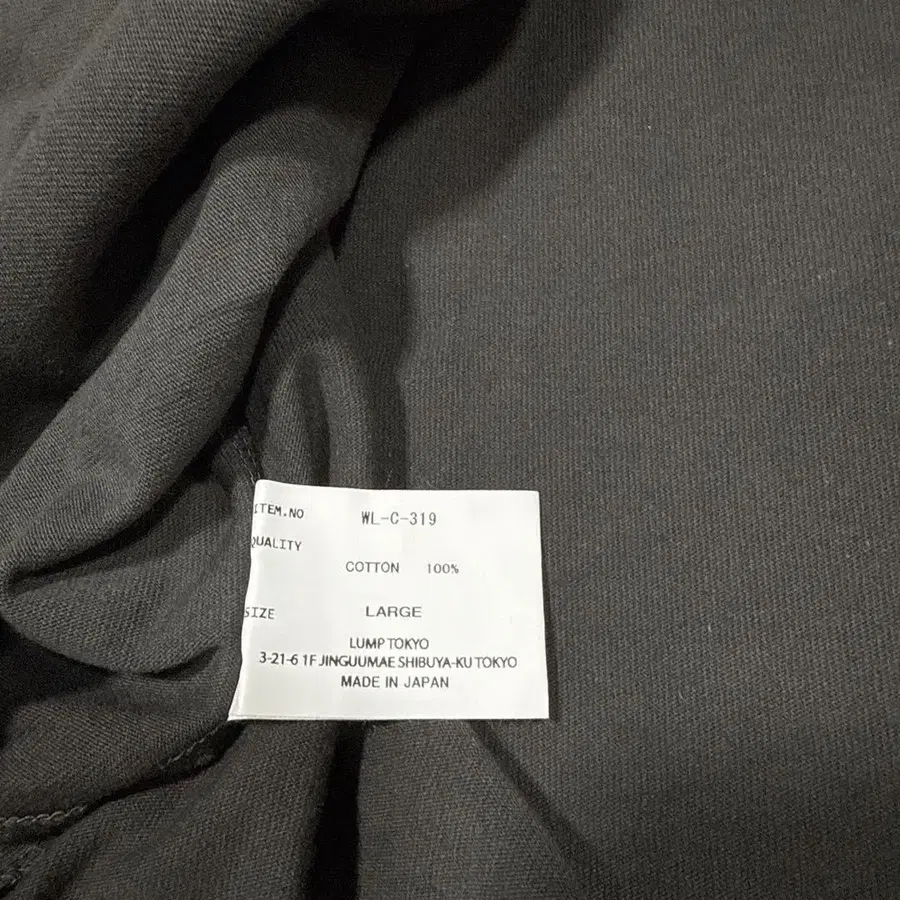 ITEM.NO WL-C-319
QUALITY
COTTON 100%
SIZE LARGE
LUMP TOKYO
3-21-6 1F JINGUUMAE SHIBUYA-KU TOKYO
MADE IN JAPAN